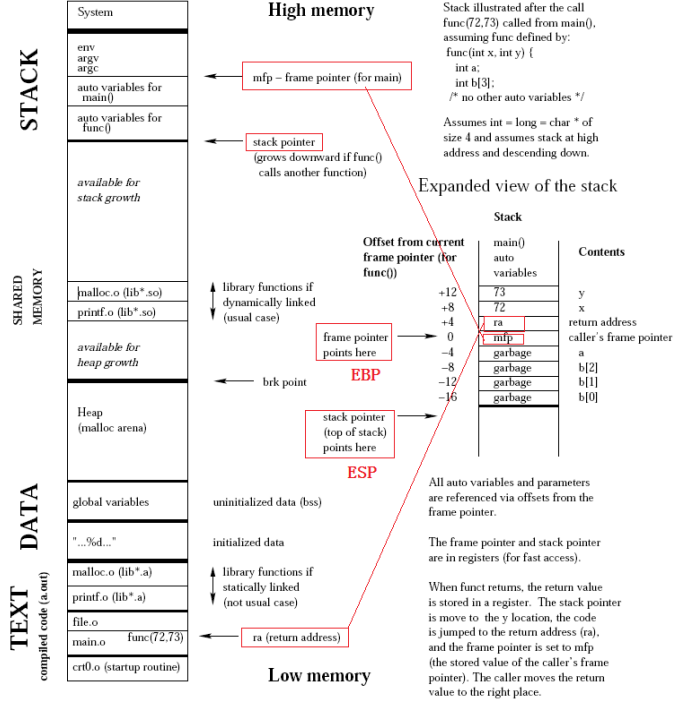 System
High memory
STACK
env
argv
argc
auto variables for
main()
auto variables for
func()
mfp – frame pointer (for main)
stack pointer
(grows downward if func()
calls another function)
available for
stack growth
SHARED
MEMORY
malloc.o (lib*.so)
printf.o (lib*.so)
library functions if
dynamically linked
(usual case)
available for
heap growth
brk point
Heap
(malloc arena)
DATA
global variables
uninitialized data (bss)
"...%d..."
initialized data
TEXT
compiled code (a.out)
malloc.o (lib*.a)
printf.o (lib*.a)
library functions if
statically linked
(not usual case)
file.o
main.o
func(72,73)
ra (return address)
crt0.o (startup routine)
Low memory
Stack illustrated after the call
func(72,73) called from main(),
assuming func defined by:
func(int x, int y) {
int a;
int b[3];
/* no other auto variables */
Assumes int = long = char * of
size 4 and assumes stack at high
address and descending down.
Expanded view of the stack
Stack
Offset from current
frame pointer (for
func())
main()
auto
variables
Contents
+12 73 y
+8 72 x
+4 ra return address
0 mfp caller's frame pointer
–4 garbage a
–8 garbage b[2]
–12 garbage b[1]
–16 garbage b[0]
frame pointer
points here
EBP
stack pointer
(top of stack)
points here
ESP
All auto variables and parameters
are referenced via offsets from the
frame pointer.
The frame pointer and stack pointer
are in registers (for fast access).
When funct returns, the return value
is stored in a register. The stack pointer
is move to the y location, the code
is jumped to the return address (ra),
and the frame pointer is set to mfp
(the stored value of the caller's frame
pointer). The caller moves the return
value to the right place.